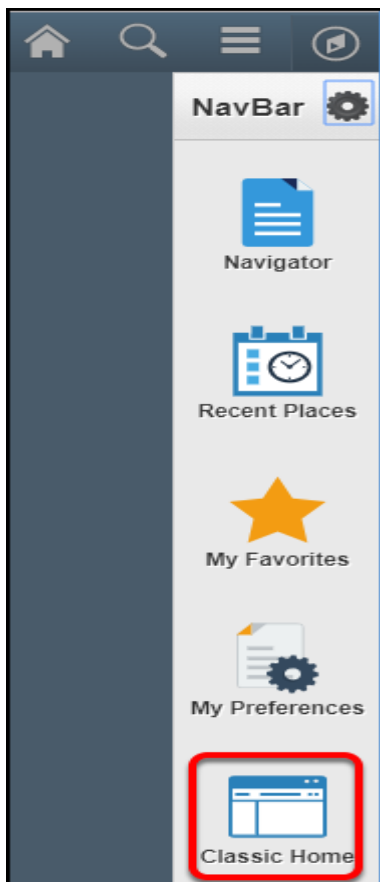 NavBar
Navigator
Recent Places
My Favorites
My Preferences
Classic Home